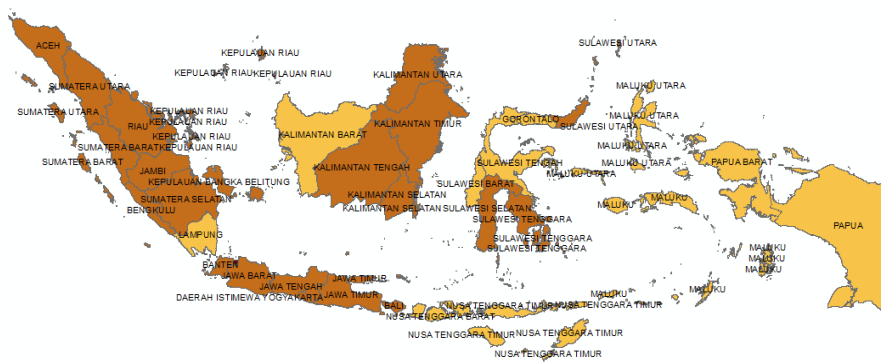 ACEH
SULAWESI UTARA
KEPULAUAN RIAU
KEPULAUAN RIAU
KEPULAUAN RIAU
KALIMANTAN UTARA
SUMATERA UTARA
MALUKU UTARA
SUMATERA UTARA
KEPULAUAN RIAU
KEPULAUAN RIAU
RIAU
KALIMANTAN TIMUR
GORONTALO
MALUKU UTARA
SULAWESI UTARA
KEPULAUAN RIAU
KALIMANTAN BARAT
SUMATERA BARAT
KEPULAUAN RIAU
MALUKU UTARA
SUMATERA BARAT
JAMBI
KALIMANTAN TENGAH
SULAWESI TENGAH
MALUKU UTARA
PAPUA BARAT
MALUKU UTARA
KEPULAUAN BANGKA BELITUNG
SULAWESI BARAT
SUMATERA SELATAN
KALIMANTAN SELATAN
BENGKULU
KALIMANTAN SELATAN
SULAWESI SELATAN
MALUKU
MALUKU
SULAWESI TENGGARA
PAPUA
LAMPUNG
SULAWESI TENGGARA
SULAWESI TENGGARA
MALUKU
MALUKU
MALUKU
BANTEN
JAWA BARAT
JAWA TIMUR
JAWA TENGAH
MALUKU
DAERAH ISTIMEWA YOGYAKARTA
JAWA TIMUR
MALUKU
BALI
NUSA TENGGARA TIMUR
NUSA TENGGARA TIMUR
NUSA TENGGARA BARAT
NUSA TENGGARA TIMUR
NUSA TENGGARA TIMUR
NUSA TENGGARA TIMUR